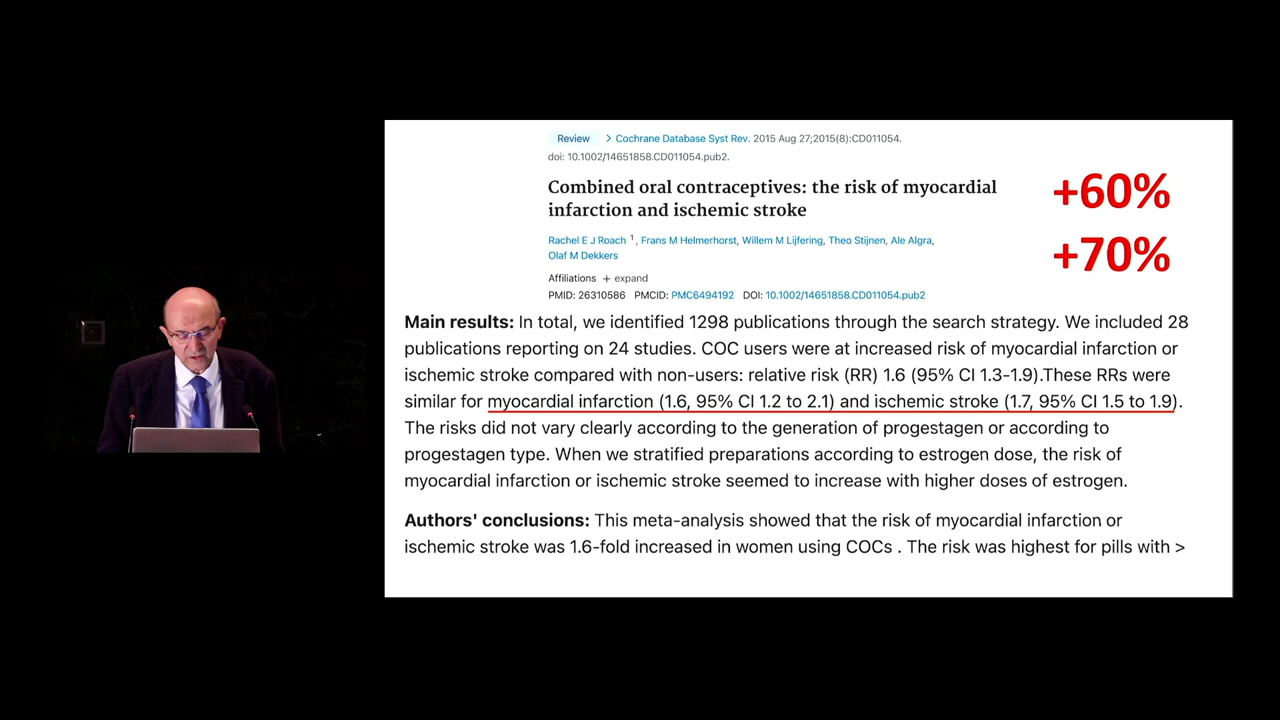 Review > Cochrane Database Syst Rev. 2015 Aug 27;2015(8):CD011054.
doi: 10.1002/14651858.CD011054.pub2.
Combined oral contraceptives: the risk of myocardial
infarction and ischemic stroke
+60%
+70%
Rachel E J Roach 1, Frans M Helmerhorst, Willem M Lijfering, Theo Stijnen, Ale Algra,
Olaf M Dekkers
Affiliations + expand
PMID: 26310586 PMCID: PMC6494192 DOI: 10.1002/14651858.CD011054.pub2
Main results: In total, we identified 1298 publications through the search strategy. We included 28
publications reporting on 24 studies. COC users were at increased risk of myocardial infarction or
ischemic stroke compared with non-users: relative risk (RR) 1.6 (95% CI 1.3-1.9).These RRs were
similar for myocardial infarction (1.6, 95% CI 1.2 to 2.1) and ischemic stroke (1.7, 95% CI 1.5 to 1.9).
The risks did not vary clearly according to the generation of progestagen or according to
progestagen type. When we stratified preparations according to estrogen dose, the risk of
myocardial infarction or ischemic stroke seemed to increase with higher doses of estrogen.
Authors' conclusions: This meta-analysis showed that the risk of myocardial infarction or
ischemic stroke was 1.6-fold increased in women using COCs . The risk was highest for pills with >